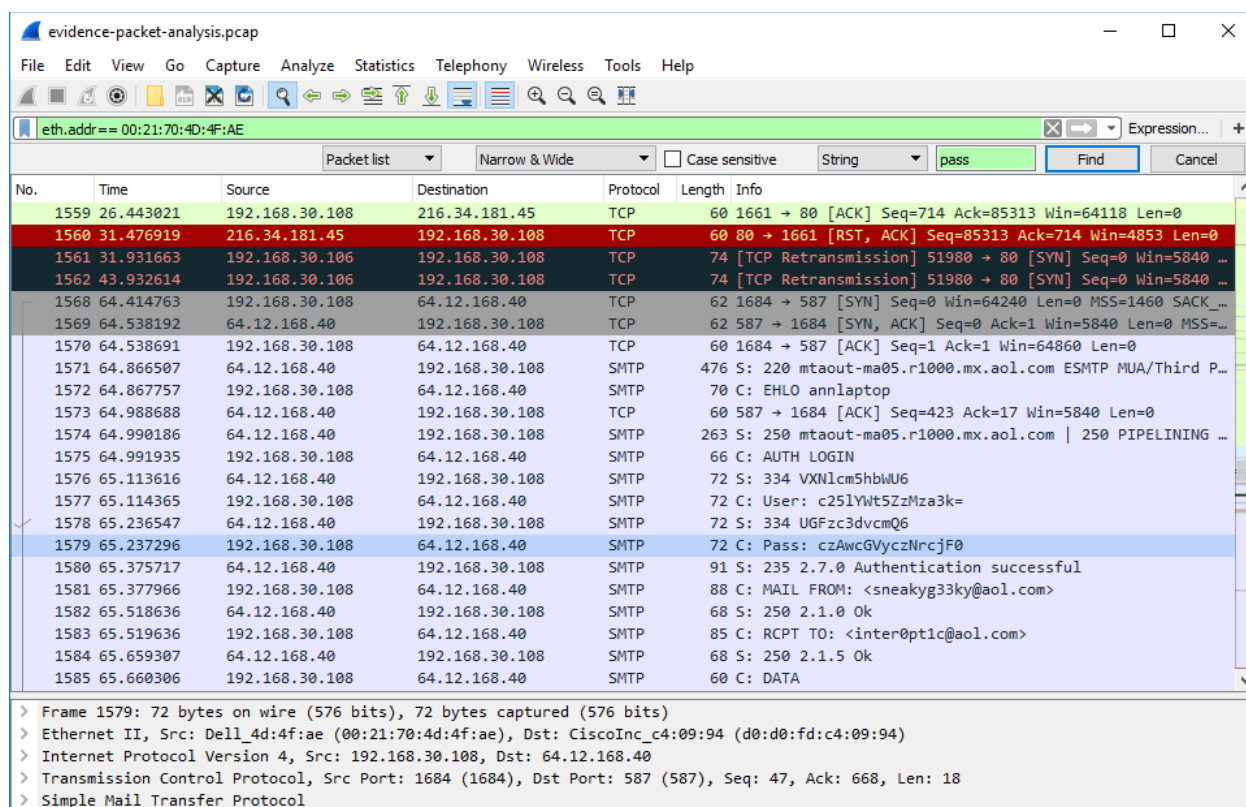 evidence-packet-analysis.pcap
File Edit View Go Capture Analyze Statistics Telephony Wireless Tools Help
eth.addr== 00:21:70:4D:4F:AE Expression... +
Packet list Narrow & Wide Case sensitive String pass Find Cancel
No. Time Source Destination Protocol Length Info
1559 26.443021 192.168.30.108 216.34.181.45 TCP 60 1661 → 80 [ACK] Seq=714 Ack=85313 Win=64118 Len=0
1560 31.476919 216.34.181.45 192.168.30.108 TCP 60 80 → 1661 [RST, ACK] Seq=85313 Ack=714 Win=4853 Len=0
1561 31.931663 192.168.30.106 192.168.30.108 TCP 74 [TCP Retransmission] 51980 → 80 [SYN] Seq=0 Win=5840 …
1562 43.932614 192.168.30.106 192.168.30.108 TCP 74 [TCP Retransmission] 51980 → 80 [SYN] Seq=0 Win=5840 …
1568 64.414763 192.168.30.108 64.12.168.40 TCP 62 1684 → 587 [SYN] Seq=0 Win=64240 Len=0 MSS=1460 SACK_…
1569 64.538192 64.12.168.40 192.168.30.108 TCP 62 587 → 1684 [SYN, ACK] Seq=0 Ack=1 Win=5840 Len=0 MSS=…
1570 64.538691 192.168.30.108 64.12.168.40 TCP 60 1684 → 587 [ACK] Seq=1 Ack=1 Win=64860 Len=0
1571 64.866507 64.12.168.40 192.168.30.108 SMTP 476 S: 220 mtaout-ma05.r1000.mx.aol.com ESMTP MUA/Third P…
1572 64.867757 192.168.30.108 64.12.168.40 SMTP 70 C: EHLO annlaptop
1573 64.988688 64.12.168.40 192.168.30.108 TCP 60 587 → 1684 [ACK] Seq=423 Ack=17 Win=5840 Len=0
1574 64.990186 64.12.168.40 192.168.30.108 SMTP 263 S: 250 mtaout-ma05.r1000.mx.aol.com | 250 PIPELINING …
1575 64.991935 192.168.30.108 64.12.168.40 SMTP 66 C: AUTH LOGIN
1576 65.113616 64.12.168.40 192.168.30.108 SMTP 72 S: 334 VXNlcm5hbWU6
1577 65.114365 192.168.30.108 64.12.168.40 SMTP 72 C: User: c25lYWt5ZzMza3k=
1578 65.236547 64.12.168.40 192.168.30.108 SMTP 72 S: 334 UGFzc3dvcmQ6
1579 65.237296 192.168.30.108 64.12.168.40 SMTP 72 C: Pass: czAwcGVyczNrcjF0
1580 65.375717 64.12.168.40 192.168.30.108 SMTP 91 S: 235 2.7.0 Authentication successful
1581 65.377966 192.168.30.108 64.12.168.40 SMTP 88 C: MAIL FROM: <sneakyg33ky@aol.com>
1582 65.518636 64.12.168.40 192.168.30.108 SMTP 68 S: 250 2.1.0 Ok
1583 65.519636 192.168.30.108 64.12.168.40 SMTP 85 C: RCPT TO: <inter0pt1c@aol.com>
1584 65.659307 64.12.168.40 192.168.30.108 SMTP 68 S: 250 2.1.5 Ok
1585 65.660306 192.168.30.108 64.12.168.40 SMTP 60 C: DATA
> Frame 1579: 72 bytes on wire (576 bits), 72 bytes captured (576 bits)
> Ethernet II, Src: Dell_4d:4f:ae (00:21:70:4d:4f:ae), Dst: CiscoInc_c4:09:94 (d0:d0:fd:c4:09:94)
> Internet Protocol Version 4, Src: 192.168.30.108, Dst: 64.12.168.40
> Transmission Control Protocol, Src Port: 1684 (1684), Dst Port: 587 (587), Seq: 47, Ack: 668, Len: 18
> Simple Mail Transfer Protocol